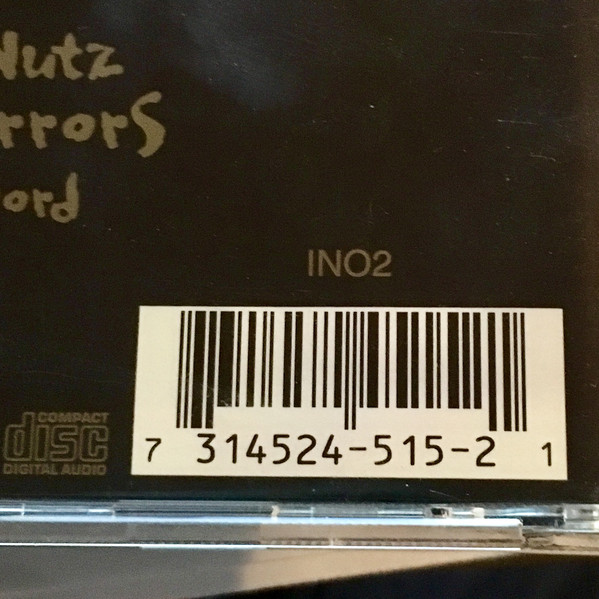 Nutz
rrors
ord
INO2
COMPACT
disc
DIGITAL AUDIO
7 314524-515-2 1